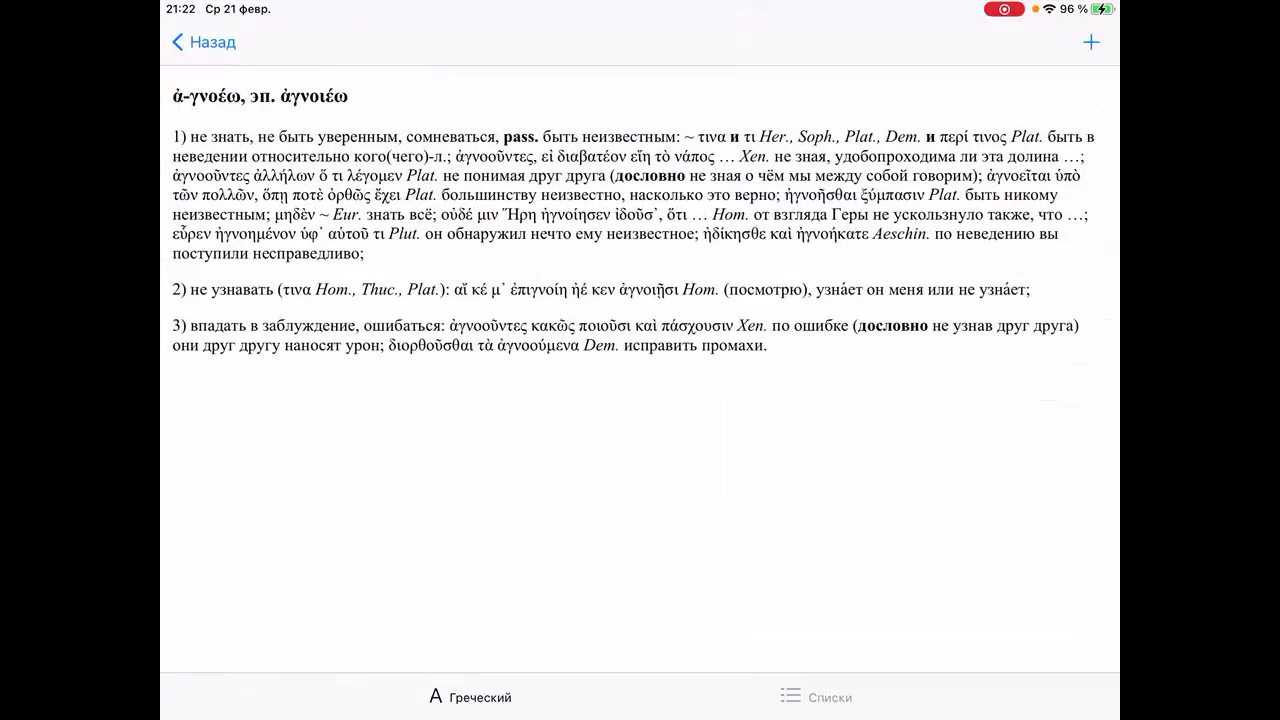 21:22 Ср 21 февр. 96 %
Назад
ἀ-γνοέω, эп. ἀγνοιέω
1) не знать, не быть уверенным, сомневаться, pass. быть неизвестным: ~ τινα и τι Her., Soph., Plat., Dem. и περί τινος Plat. быть в
неведении относительно кого(чего)-л.; ἀγνοοῦντες, εἰ διαβατέον εἴη τὸ νάπος … Xen. не зная, удобопроходима ли эта долина …;
ἀγνοοῦντες ἀλλήλων ὅ τι λέγομεν Plat. не понимая друг друга (дословно не зная о чём мы между собой говорим); ἀγνοεῖται ὑπὸ
τῶν πολλῶν, ὅπῃ ποτὲ ὀρθῶς ἔχει Plat. большинству неизвестно, насколько это верно; ἠγνοῆσθαι ξύμπασιν Plat. быть никому
неизвестным; μηδὲν ~ Eur. знать всё; οὐδέ μιν Ἥρη ἠγνοίησεν ἰδοῦσ᾽, ὅτι … Hom. от взгляда Геры не ускользнуло также, что …;
εὗρεν ἠγνοημένον ὑφ᾽ αὑτοῦ τι Plut. он обнаружил нечто ему неизвестное; ἠδίκησθε καὶ ἠγνοήκατε Aeschin. по неведению вы
поступили несправедливо;
2) не узнавать (τινα Hom., Thuc., Plat.): αἴ κέ μ᾽ ἐπιγνοίη ἠέ κεν ἀγνοιῇσι Hom. (посмотрю), узнáет он меня или не узнáет;
3) впадать в заблуждение, ошибаться: ἀγνοοῦντες κακῶς ποιοῦσι καὶ πάσχουσιν Xen. по ошибке (дословно не узнав друг друга)
они друг другу наносят урон; διορθοῦσθαι τὰ ἀγνοούμενα Dem. исправить промахи.
A Греческий Списки